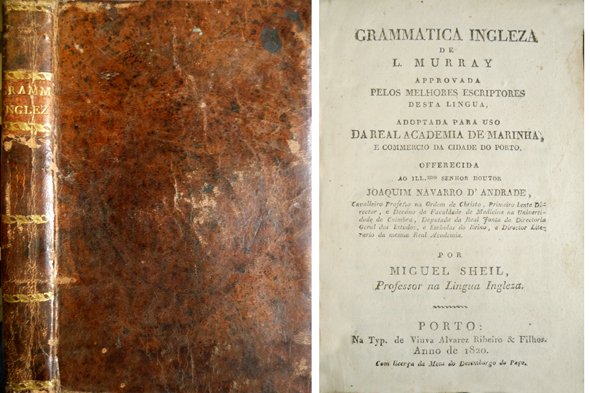 GRAMM
INGLEZ
GRAMMATICA INGLEZA
DE
L. MURRAY
APPROVADA
PELOS MELHORES ESCRIPTORES
DESTA LINGUA,
ADOPTADA PARA USO
DA REAL ACADEMIA DE MARINHA,
E COMMERCIO DA CIDADE DO PORTO,
OFFERECIDA
AO ILL.MO SENHOR DOUTOR
JOAQUIM NAVARRO D'ANDRADE,
Cavalleiro Professo na Ordem de Christo, Primeiro Lente Di-
rector, e Decano da Faculdade de Medicina na Universi-
dade de Coimbra, Deputado da Real Junta da Directoria
Geral dos Estudos, e Escholas do Reino, e Director Lite-
rario da mesma Real Academia.
POR
MIGUEL SHEIL,
Professor na Lingua Ingleza.
PORTO:
Na Typ. de Viuva Alvarez Ribeiro & Filhos.
Anno de 1820.
Com licença da Meza do Desembargo do Paço.